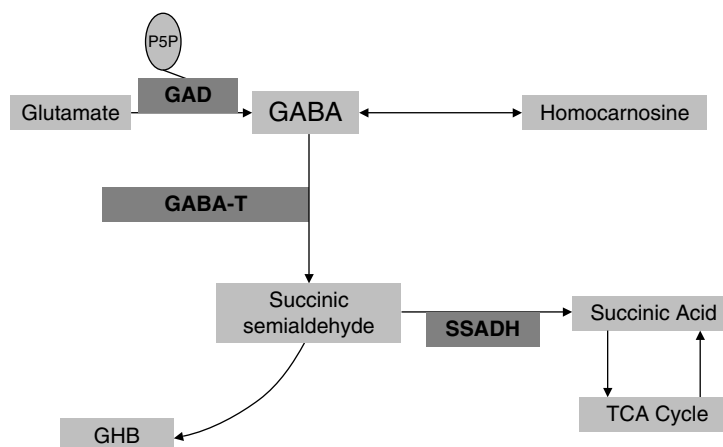 P5P
GAD
Glutamate
GABA
Homocarnosine
GABA-T
Succinic
semialdehyde
SSADH
Succinic Acid
TCA Cycle
GHB